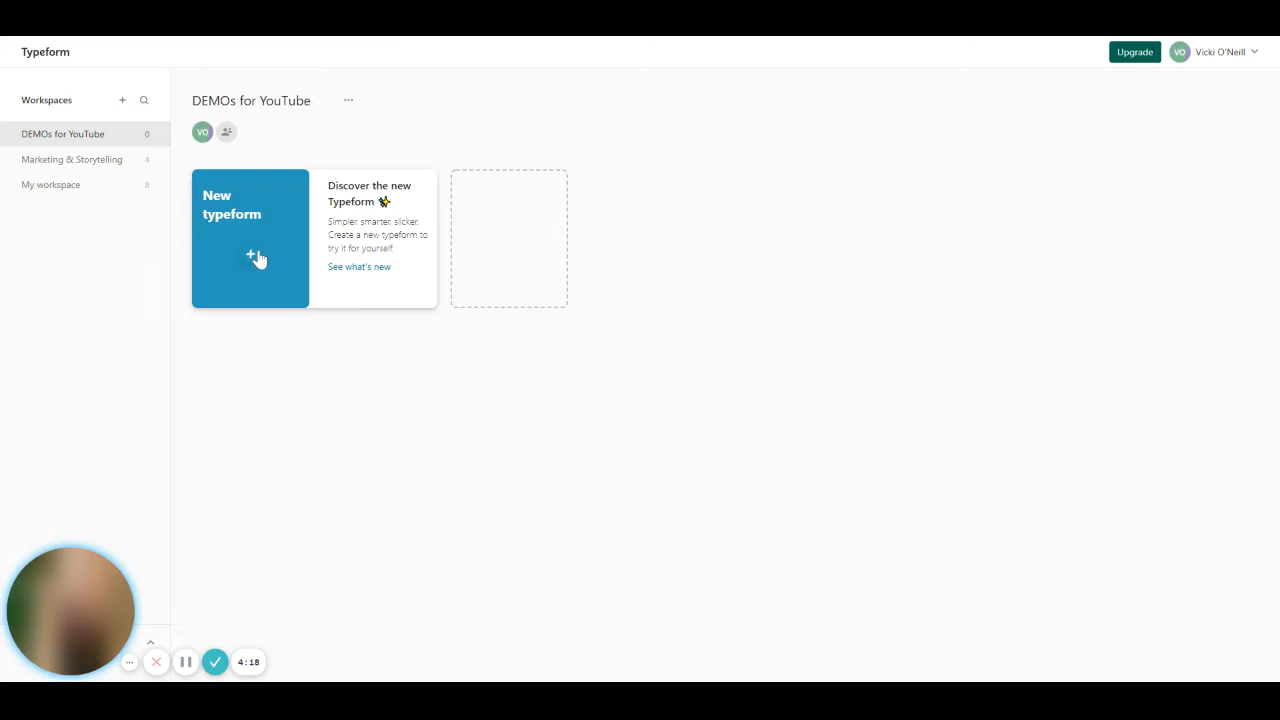 Typeform
Upgrade
VO
Vicki O'Neill
Workspaces
DEMOs for YouTube
0
Marketing & Storytelling
4
My workspace
8
DEMOs for YouTube
VO
New
typeform
+
Discover the new
Typeform
Simpler, smarter, slicker.
Create a new typeform to
try it for yourself.
See what's new
4:18